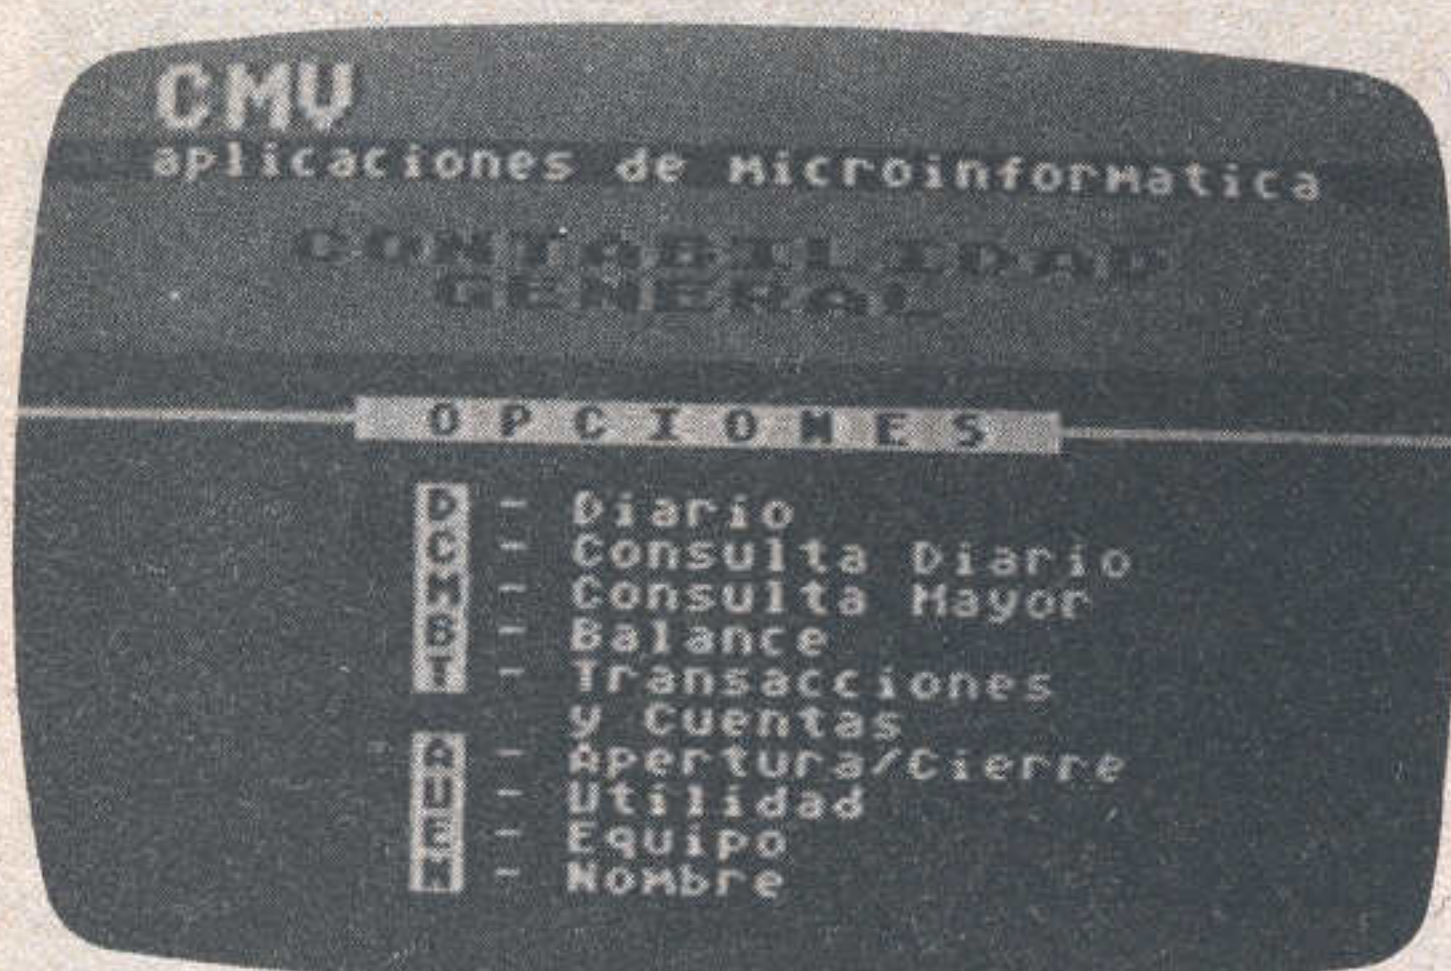 CMV
aplicaciones de Microinformatica
CONTABILIDAD
GENERAL
OPCIONES
D - Diario
C - Consulta Diario
M - Consulta Mayor
B - Balance
T - Transacciones
y Cuentas
A - Apertura/Cierre
U - Utilidad
E - Equipo
N - Nombre